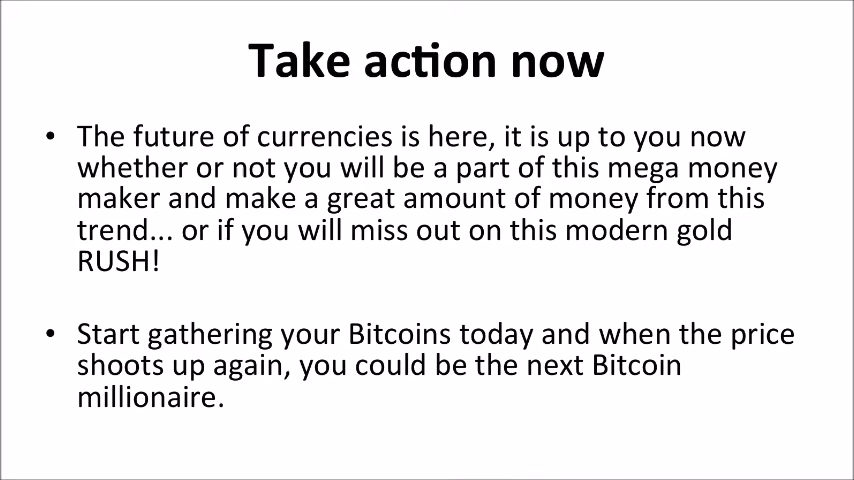 Take action now
• The future of currencies is here, it is up to you now
whether or not you will be a part of this mega money
maker and make a great amount of money from this
trend... or if you will miss out on this modern gold
RUSH!
• Start gathering your Bitcoins today and when the price
shoots up again, you could be the next Bitcoin
millionaire.